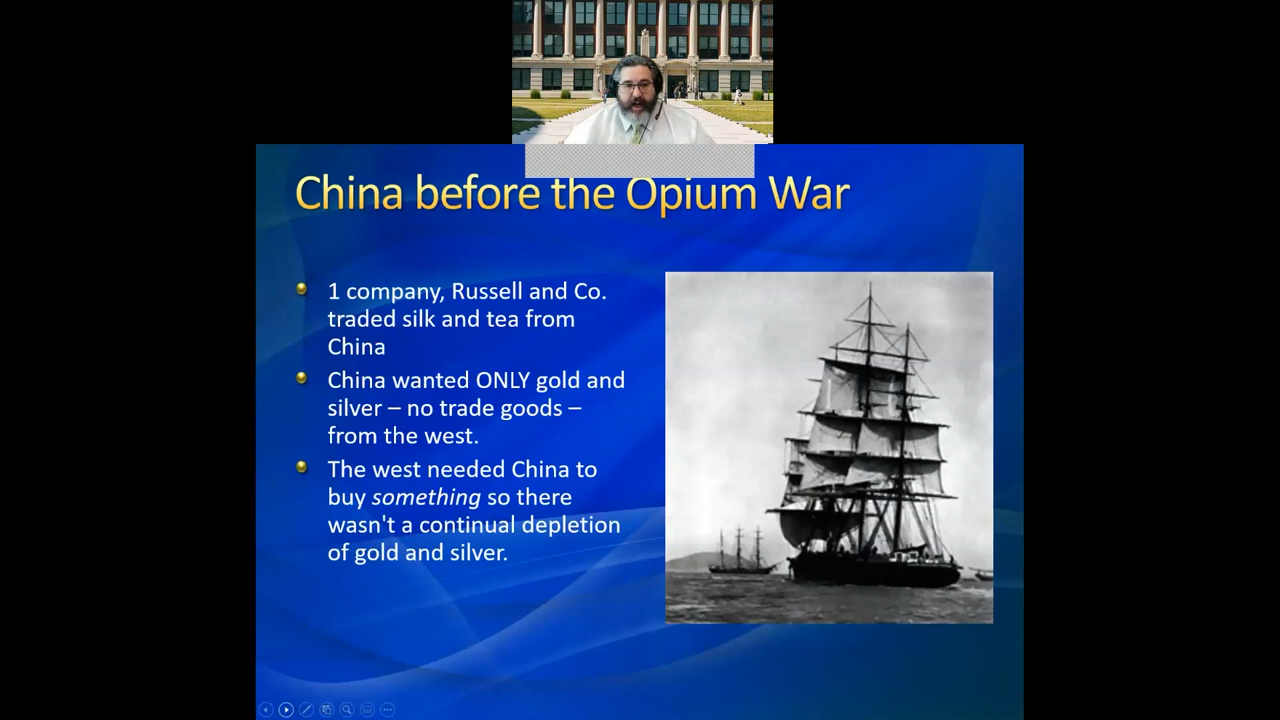 China before the Opium War
1 company, Russell and Co.
traded silk and tea from
China
China wanted ONLY gold and
silver – no trade goods –
from the west.
The west needed China to
buy something so there
wasn't a continual depletion
of gold and silver.